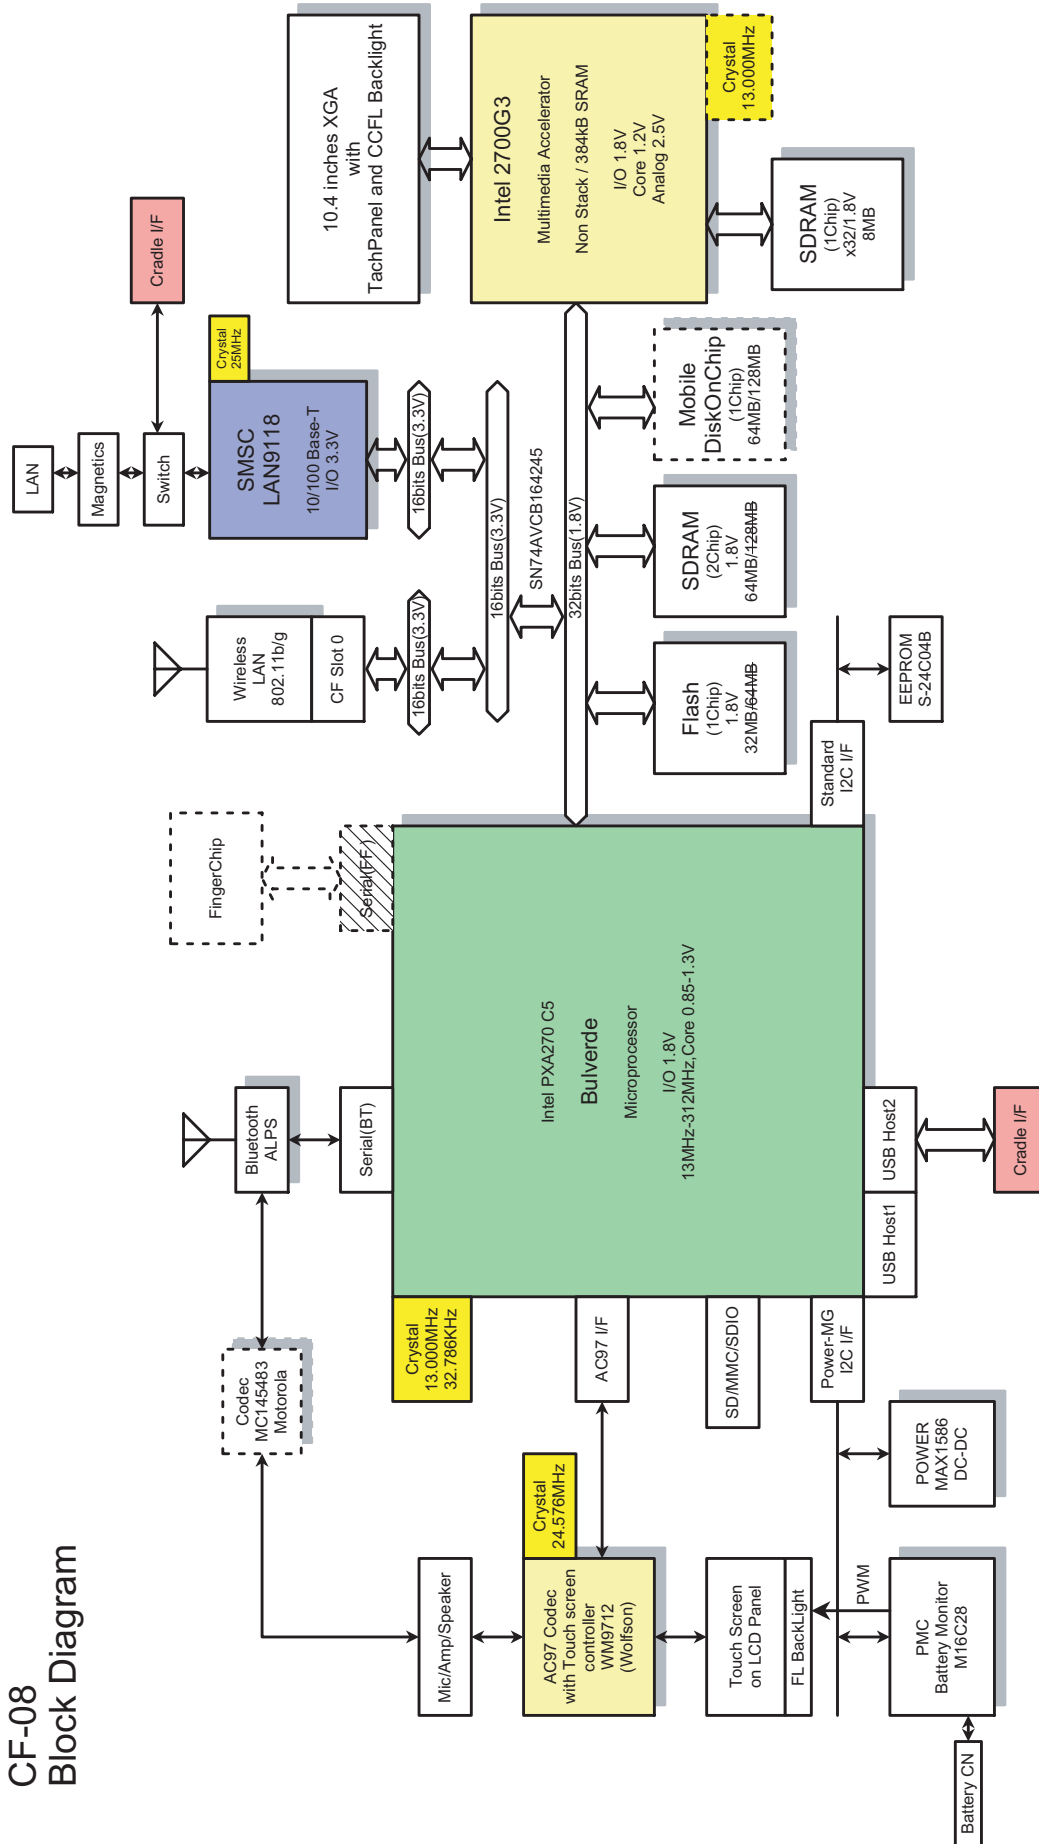 CF-08
Block Diagram
Codec
MC145483
Motorola
Bluetooth
ALPS
Serial(BT)
FingerChip
Serial(FF)
Wireless
LAN
802.11b/g
CF Slot 0
LAN
Magnetics
Switch
Cradle I/F
SMSC
LAN9118
10/100 Base-T
I/O 3.3V
Crystal
25MHz
10.4 inches XGA
with
TachPanel and CCFL Backlight
Mic/Amp/Speaker
Crystal
13.000MHz
32.786KHz
Intel PXA270 C5
Bulverde
Microprocessor
I/O 1.8V
13MHz-312MHz,Core 0.85-1.3V
16bits Bus(3.3V)
16bits Bus(3.3V)
16bits Bus(3.3V)
SN74AVCB164245
32bits Bus(1.8V)
Intel 2700G3
Multimedia Accelerator
Non Stack / 384kB SRAM
I/O 1.8V
Core 1.2V
Analog 2.5V
Crystal
13.000MHz
AC97 Codec
with Touch screen
controller
WM9712
(Wolfson)
Crystal
24.576MHz
AC97 I/F
Flash
(1Chip)
1.8V
32MB/64MB
SDRAM
(2Chip)
1.8V
64MB/128MB
Mobile
DiskOnChip
(1Chip)
64MB/128MB
SDRAM
(1Chip)
x32/1.8V
8MB
Touch Screen
on LCD Panel
FL BackLight
SD/MMC/SDIO
Power-MG
I2C I/F
Standard
I2C I/F
PWM
USB Host1
USB Host2
PMC
Battery Monitor
M16C28
POWER
MAX1586
DC-DC
EEPROM
S-24C04B
Battery CN
Cradle I/F